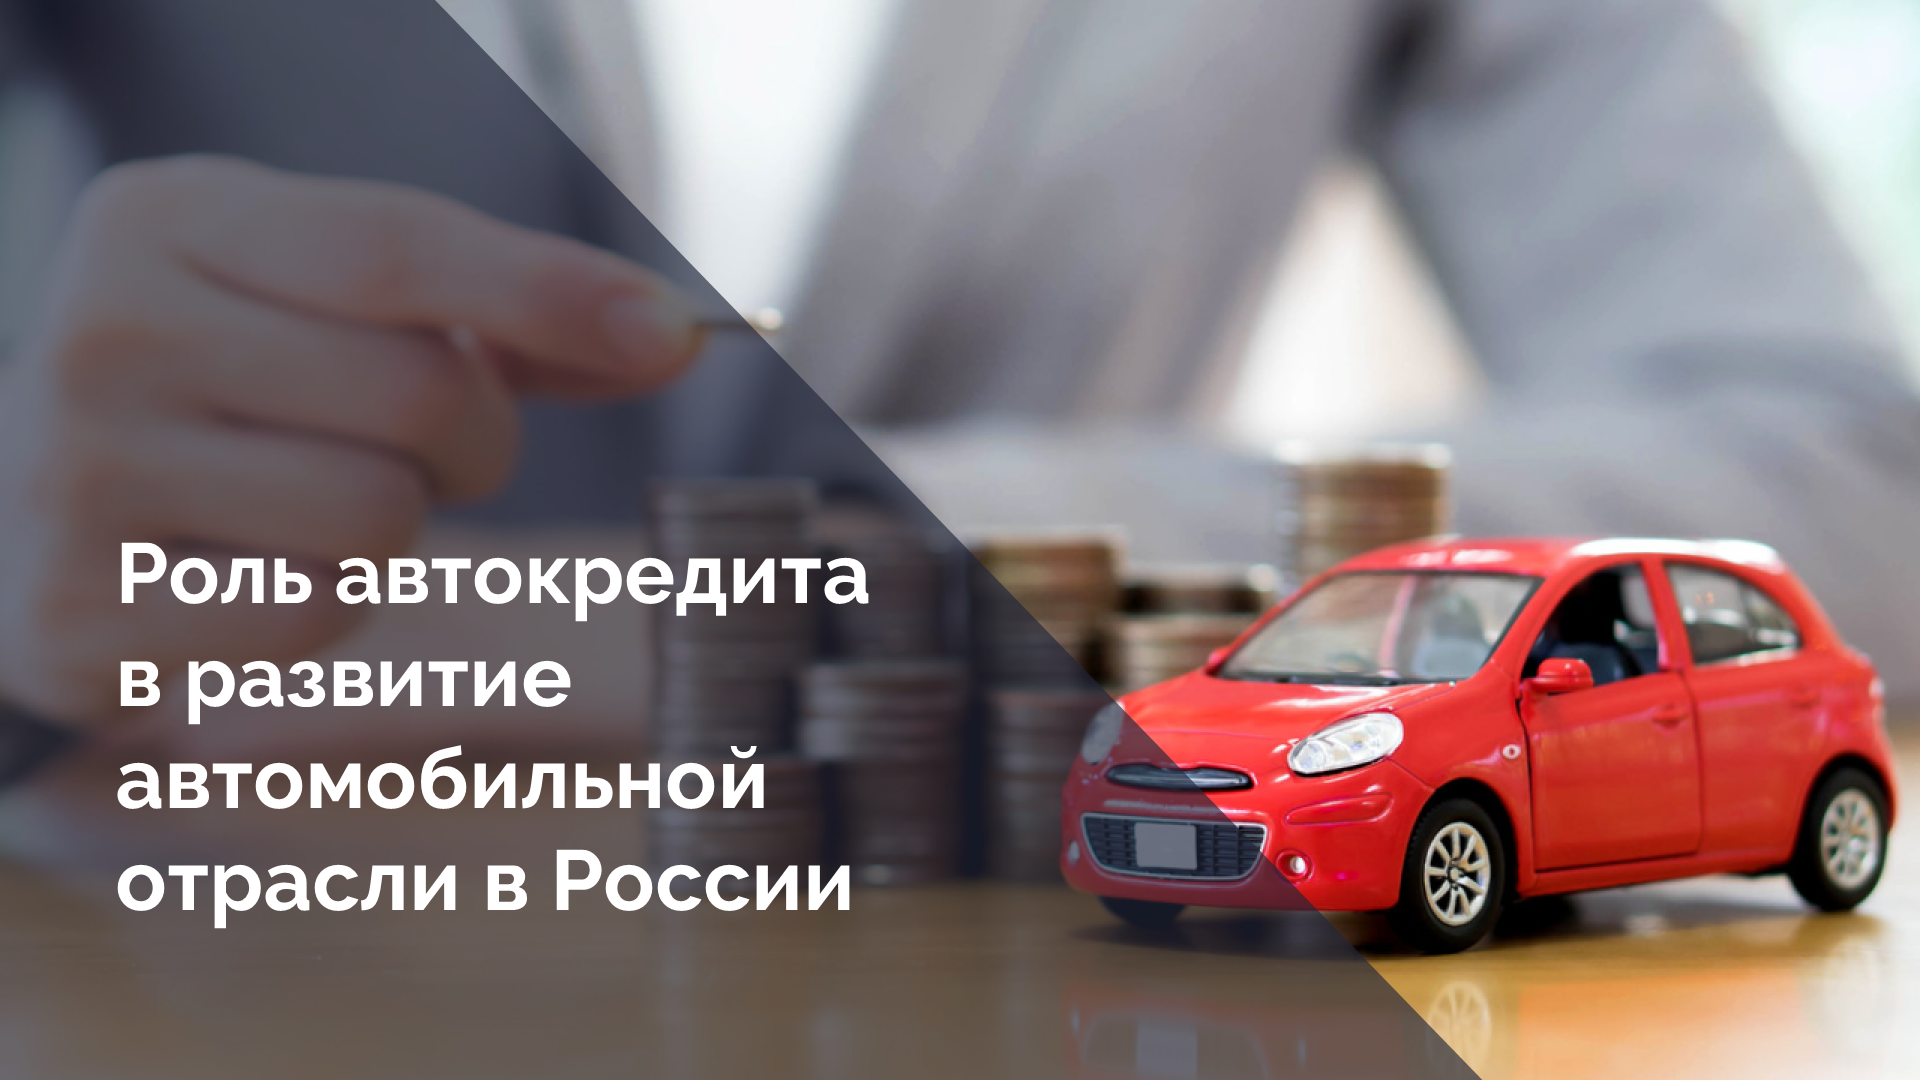 Роль автокредита
в развитие
автомобильной
отрасли в России